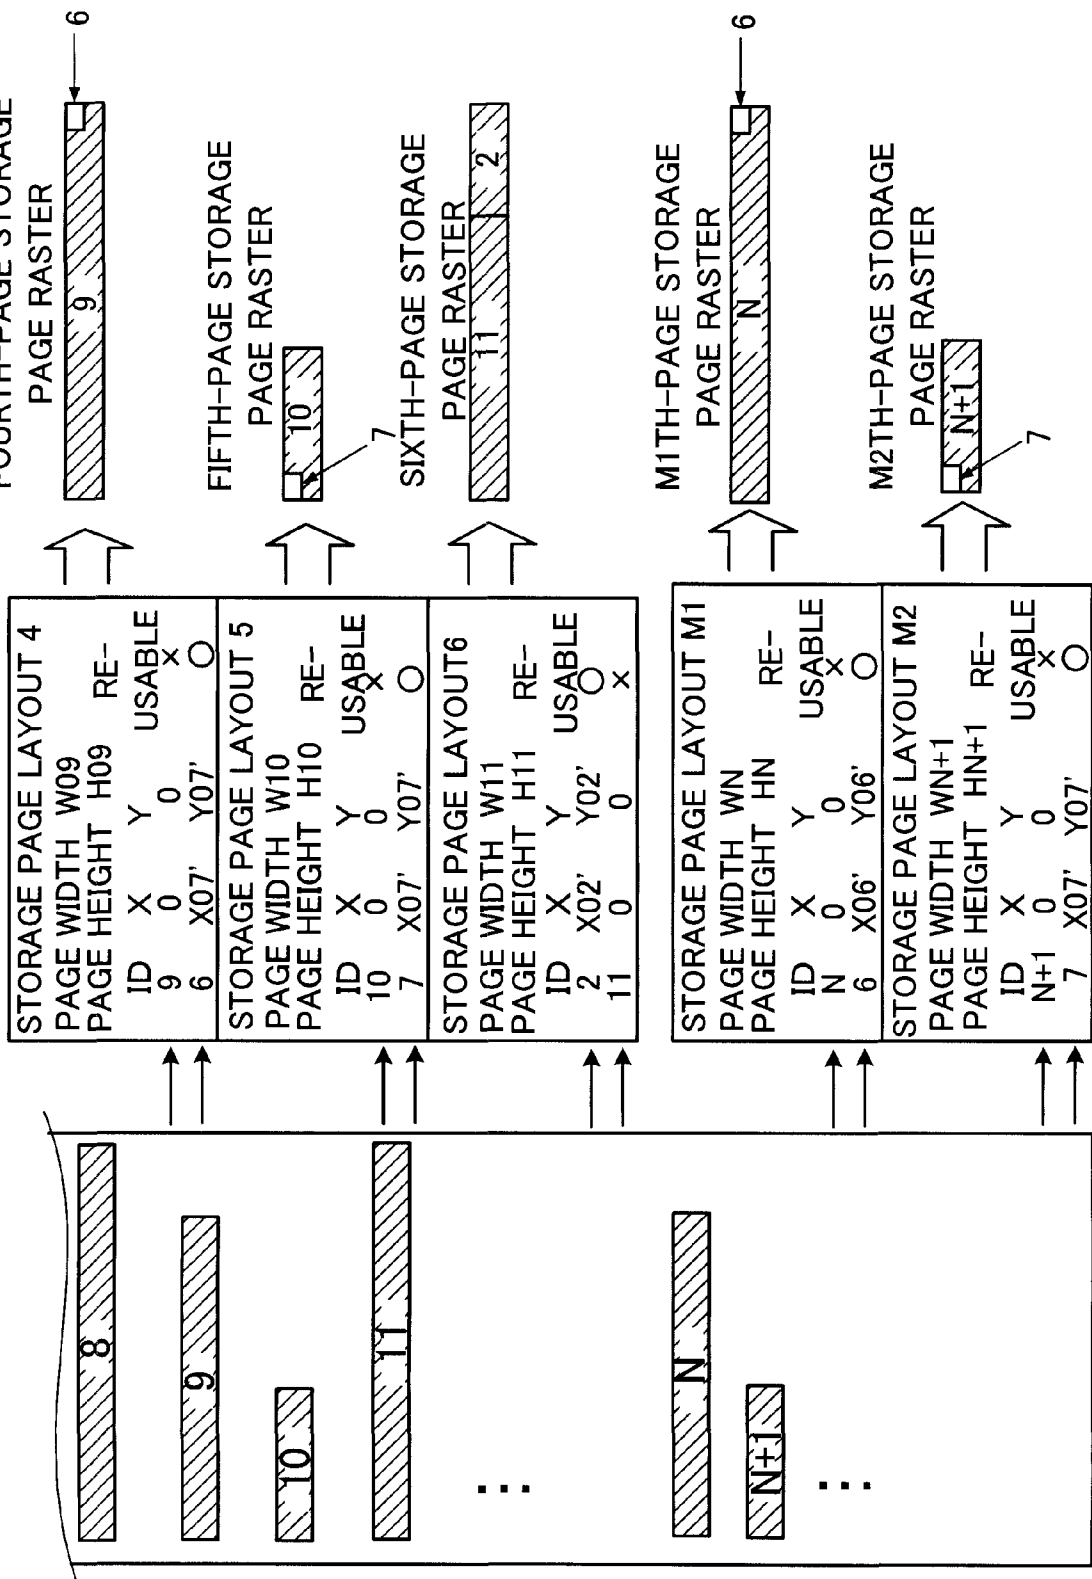 8
9
10
11
...
N
N+1
...
STORAGE PAGE LAYOUT 4
PAGE WIDTH W09
PAGE HEIGHT H09
ID X Y RE-USABLE
9 0 0 ×
6 X07' Y07' ○
STORAGE PAGE LAYOUT 5
PAGE WIDTH W10
PAGE HEIGHT H10
ID X Y RE-USABLE
10 0 0 ×
7 X07' Y07' ○
STORAGE PAGE LAYOUT6
PAGE WIDTH W11
PAGE HEIGHT H11
ID X Y RE-USABLE
2 X02' Y02' ○
11 0 0 ×
STORAGE PAGE LAYOUT M1
PAGE WIDTH WN
PAGE HEIGHT HN
ID X Y RE-USABLE
N 0 0 ×
6 X06' Y06' ○
STORAGE PAGE LAYOUT M2
PAGE WIDTH WN+1
PAGE HEIGHT HN+1
ID X Y RE-USABLE
N+1 0 0 ×
7 X07' Y07' ○
FOURTH-PAGE STORAGE
PAGE RASTER
9
6
FIFTH-PAGE STORAGE
PAGE RASTER
10
7
SIXTH-PAGE STORAGE
PAGE RASTER
11 2
M1TH-PAGE STORAGE
PAGE RASTER
N
6
M2TH-PAGE STORAGE
PAGE RASTER
N+1
7